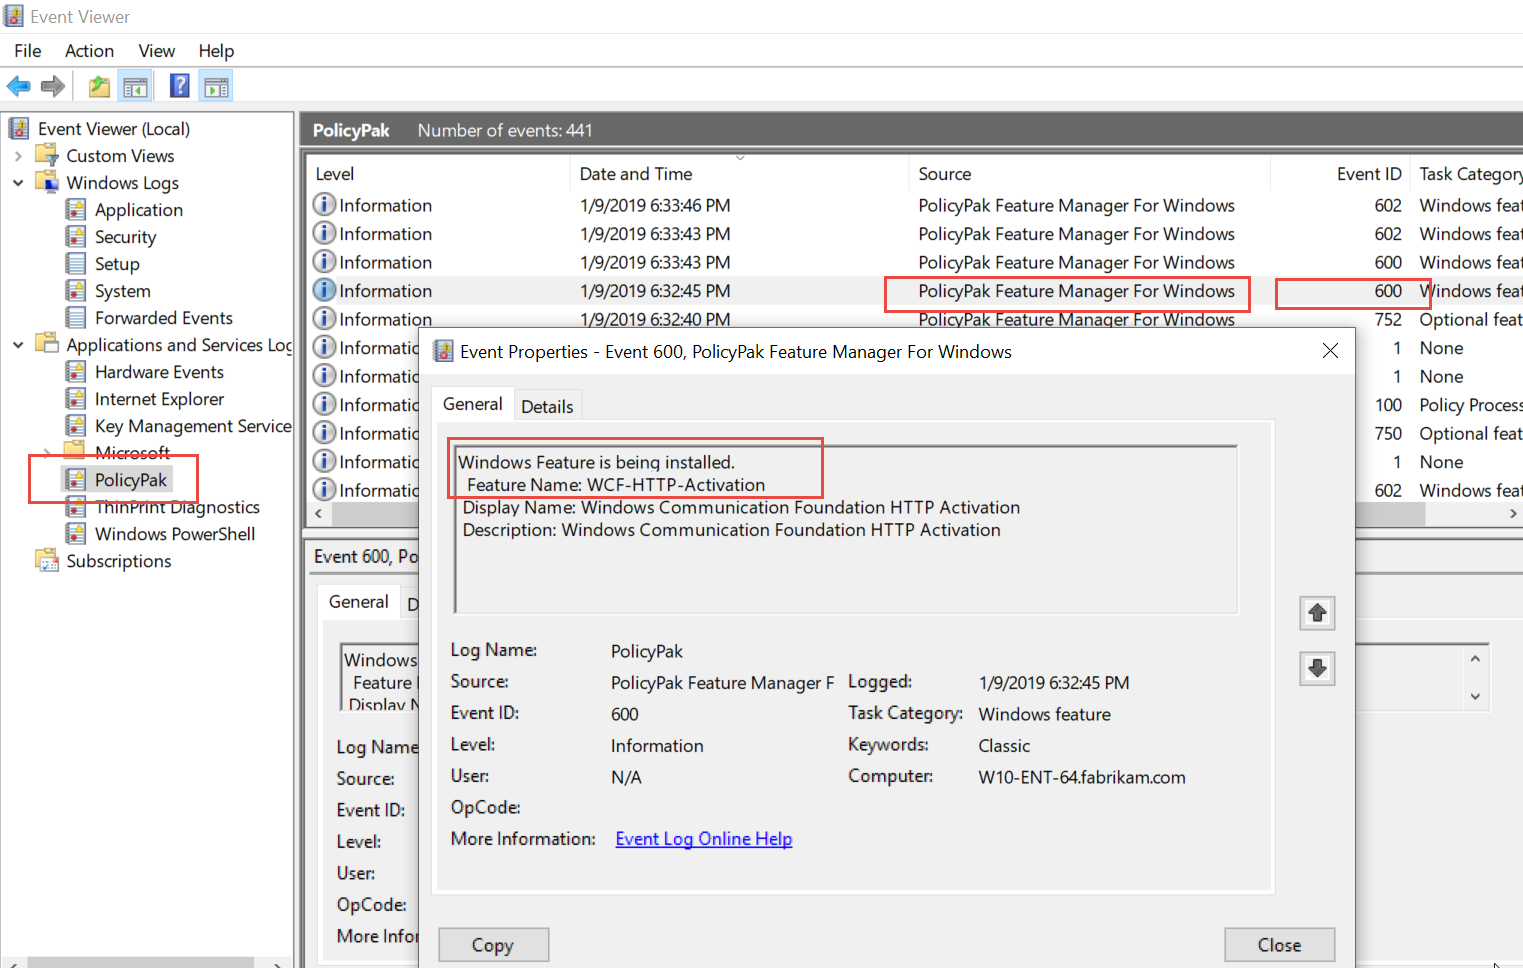 Event Viewer
File Action View Help
Event Viewer (Local)
Custom Views
Windows Logs
Application
Security
Setup
System
Forwarded Events
Applications and Services Log
Hardware Events
Internet Explorer
Key Management Service
Microsoft
PolicyPak
ThinPrint Diagnostics
Windows PowerShell
Subscriptions
PolicyPak Number of events: 441
Level Date and Time Source Event ID Task Category
Information 1/9/2019 6:33:46 PM PolicyPak Feature Manager For Windows 602 Windows feat
Information 1/9/2019 6:33:43 PM PolicyPak Feature Manager For Windows 602 Windows feat
Information 1/9/2019 6:33:43 PM PolicyPak Feature Manager For Windows 600 Windows feat
Information 1/9/2019 6:32:45 PM PolicyPak Feature Manager For Windows 600 Windows feat
Information 1/9/2019 6:32:40 PM PolicyPak Feature Manager For Windows 752 Optional feat
Informatic 1 None
Informatic 1 None
Informatic 100 Policy Process
Informatic 750 Optional feat
Informatic 1 None
Informatic 602 Windows feat
Event 600, Po
General D
Windows
Feature
Display N
Log Name
Source:
Event ID:
Level:
User:
OpCode:
More Infor
Event Properties - Event 600, PolicyPak Feature Manager For Windows
General Details
Windows Feature is being installed.
Feature Name: WCF-HTTP-Activation
Display Name: Windows Communication Foundation HTTP Activation
Description: Windows Communication Foundation HTTP Activation
Log Name: PolicyPak
Source: PolicyPak Feature Manager F Logged: 1/9/2019 6:32:45 PM
Event ID: 600 Task Category: Windows feature
Level: Information Keywords: Classic
User: N/A Computer: W10-ENT-64.fabrikam.com
OpCode:
More Information: Event Log Online Help
Copy Close